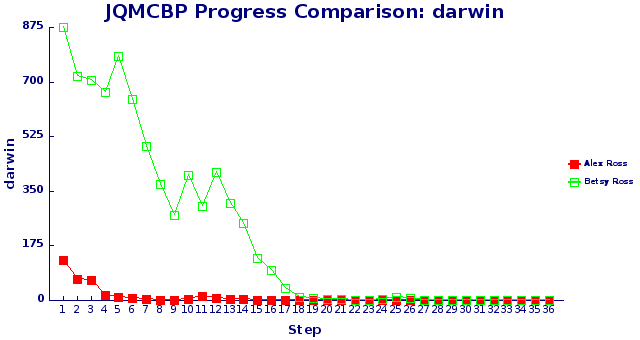 JQMCBP Progress Comparison: darwin
875
700
525
350
175
0
darwin
1 2 3 4 5 6 7 8 9 10 11 12 13 14 15 16 17 18 19 20 21 22 23 24 25 26 27 28 29 30 31 32 33 34 35 36
Step
Alex Ross
Betsy Ross